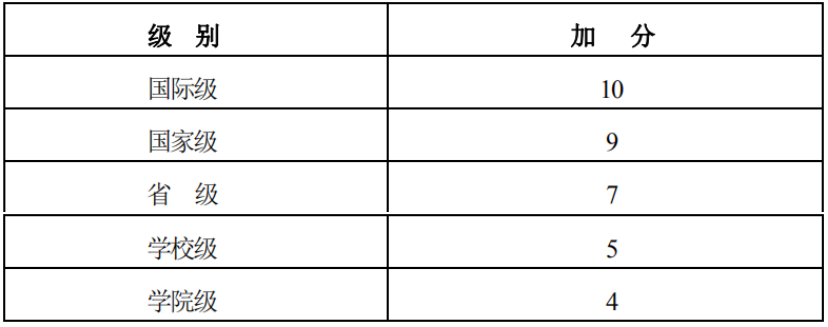 级 别 加 分
国际级 10
国家级 9
省 级 7
学校级 5
学院级 4